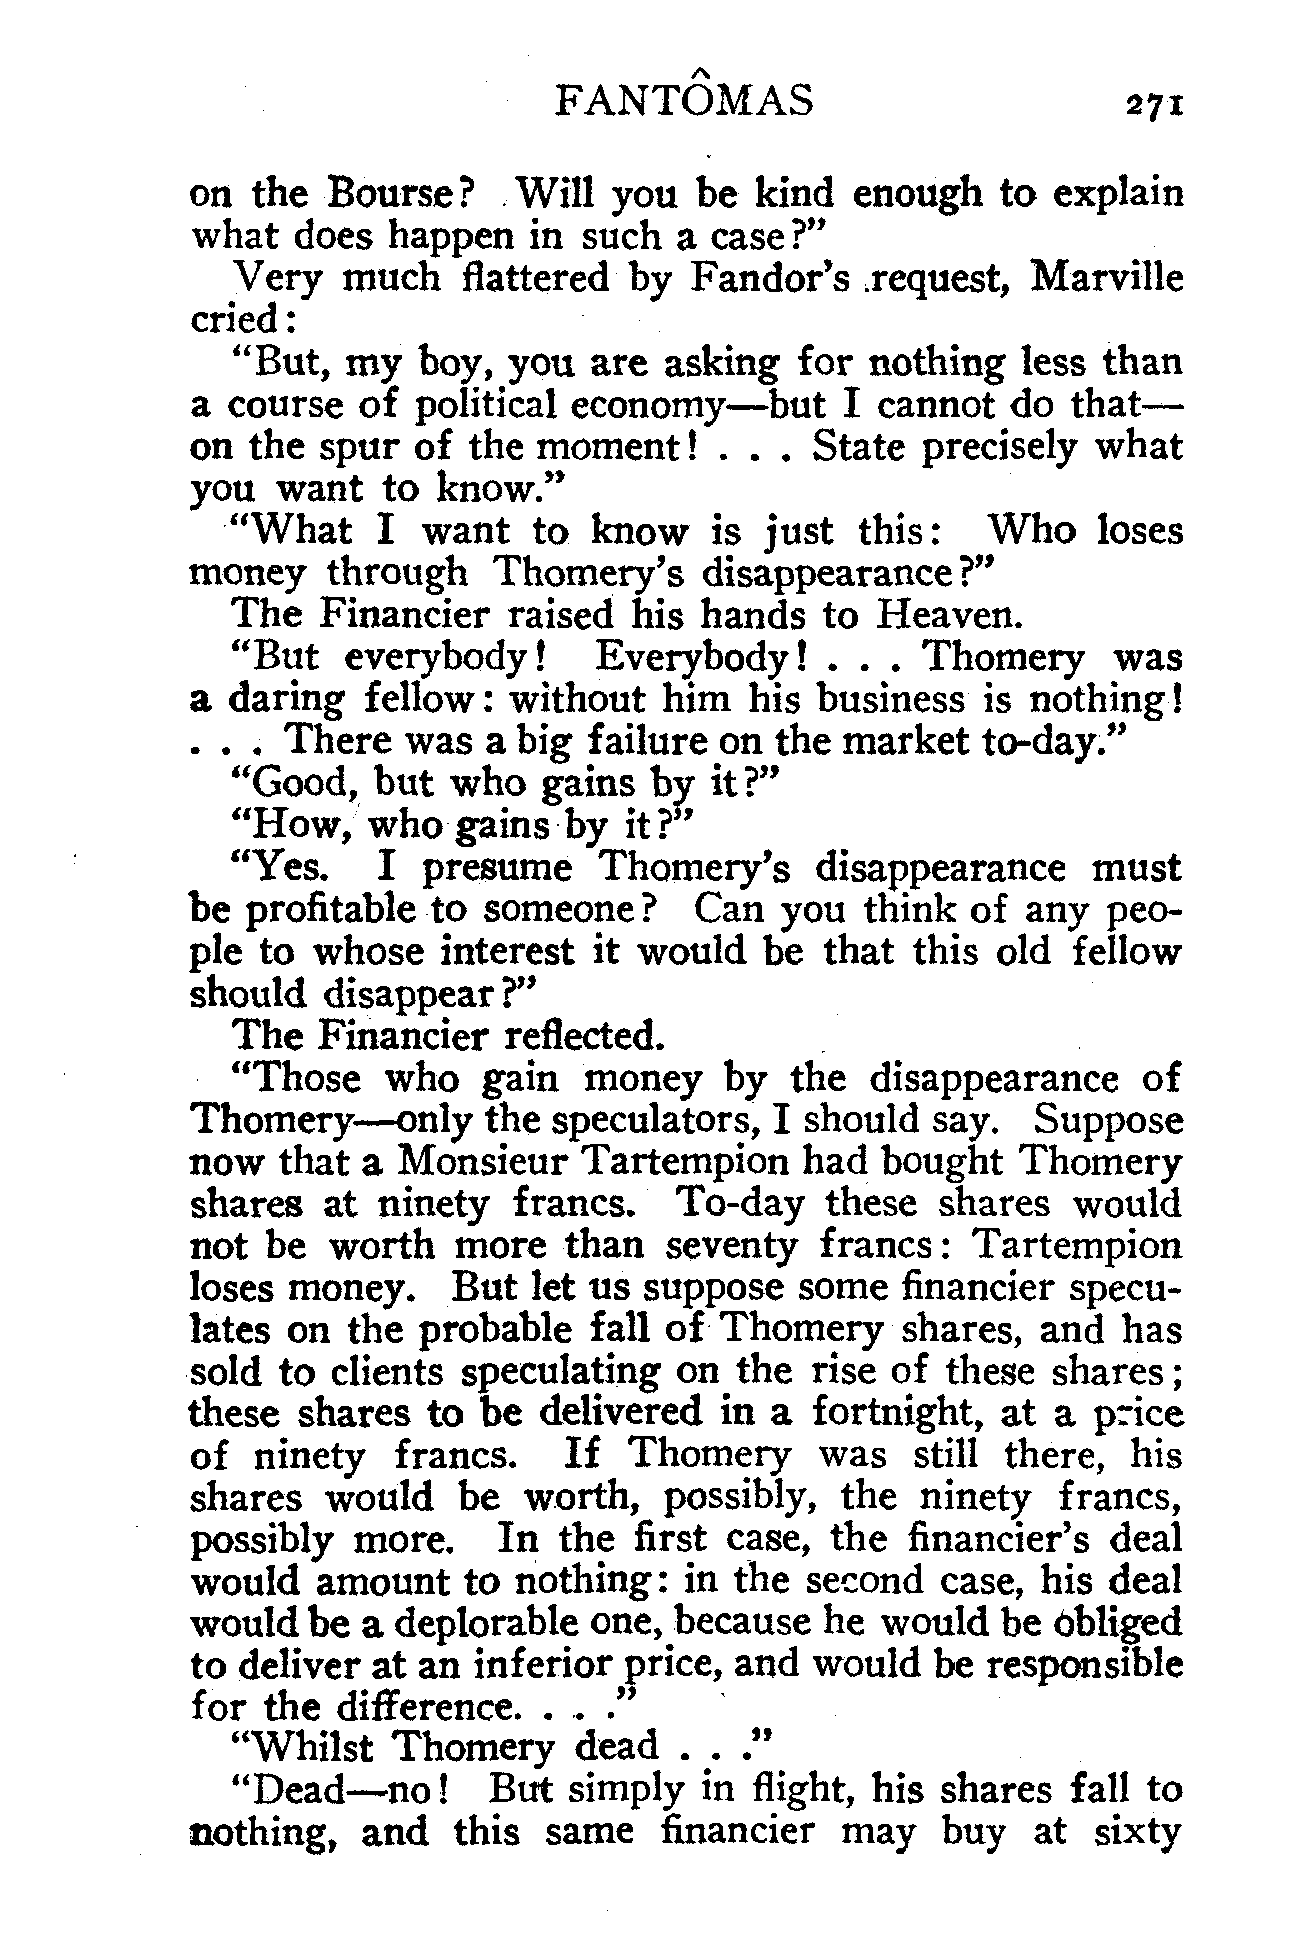 FANTÔMAS 271
on the Bourse? Will you be kind enough to explain
what does happen in such a case?”
Very much flattered by Fandor’s request, Marville
cried:
“But, my boy, you are asking for nothing less than
a course of political economy—but I cannot do that—
on the spur of the moment! . . . State precisely what
you want to know.”
“What I want to know is just this: Who loses
money through Thomery’s disappearance?”
The Financier raised his hands to Heaven.
“But everybody! Everybody! . . . Thomery was
a daring fellow: without him his business is nothing!
. . . There was a big failure on the market to-day.”
“Good, but who gains by it?”
“How, who gains by it?”
“Yes. I presume Thomery’s disappearance must
be profitable to someone? Can you think of any peo-
ple to whose interest it would be that this old fellow
should disappear?”
The Financier reflected.
“Those who gain money by the disappearance of
Thomery—only the speculators, I should say. Suppose
now that a Monsieur Tartempion had bought Thomery
shares at ninety francs. To-day these shares would
not be worth more than seventy francs: Tartempion
loses money. But let us suppose some financier specu-
lates on the probable fall of Thomery shares, and has
sold to clients speculating on the rise of these shares;
these shares to be delivered in a fortnight, at a price
of ninety francs. If Thomery was still there, his
shares would be worth, possibly, the ninety francs,
possibly more. In the first case, the financier’s deal
would amount to nothing: in the second case, his deal
would be a deplorable one, because he would be obliged
to deliver at an inferior price, and would be responsible
for the difference. . . .”
“Whilst Thomery dead . . .”
“Dead—no! But simply in flight, his shares fall to
nothing, and this same financier may buy at sixty